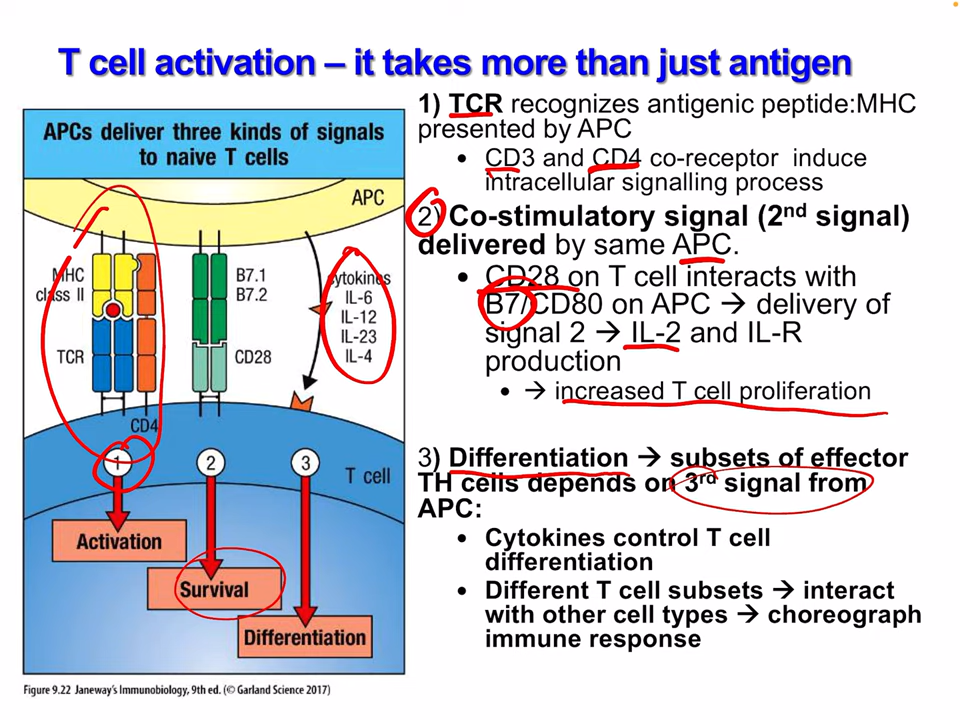 T cell activation – it takes more than just antigen
APCs deliver three kinds of signals
to naive T cells
APC
MHC
class II
B7.1
B7.2
cytokines
IL-6
IL-12
IL-23
IL-4
TCR
CD28
CD4
1
2
3
T cell
Activation
Survival
Differentiation
Figure 9.22 Janeway's Immunobiology, 9th ed. (© Garland Science 2017)
1) TCR recognizes antigenic peptide:MHC
presented by APC
• CD3 and CD4 co-receptor induce
intracellular signalling process
2) Co-stimulatory signal (2nd signal)
delivered by same APC.
• CD28 on T cell interacts with
B7/CD80 on APC → delivery of
signal 2 → IL-2 and IL-R
production
• → increased T cell proliferation
3) Differentiation → subsets of effector
TH cells depends on 3rd signal from
APC:
• Cytokines control T cell
differentiation
• Different T cell subsets → interact
with other cell types → choreograph
immune response